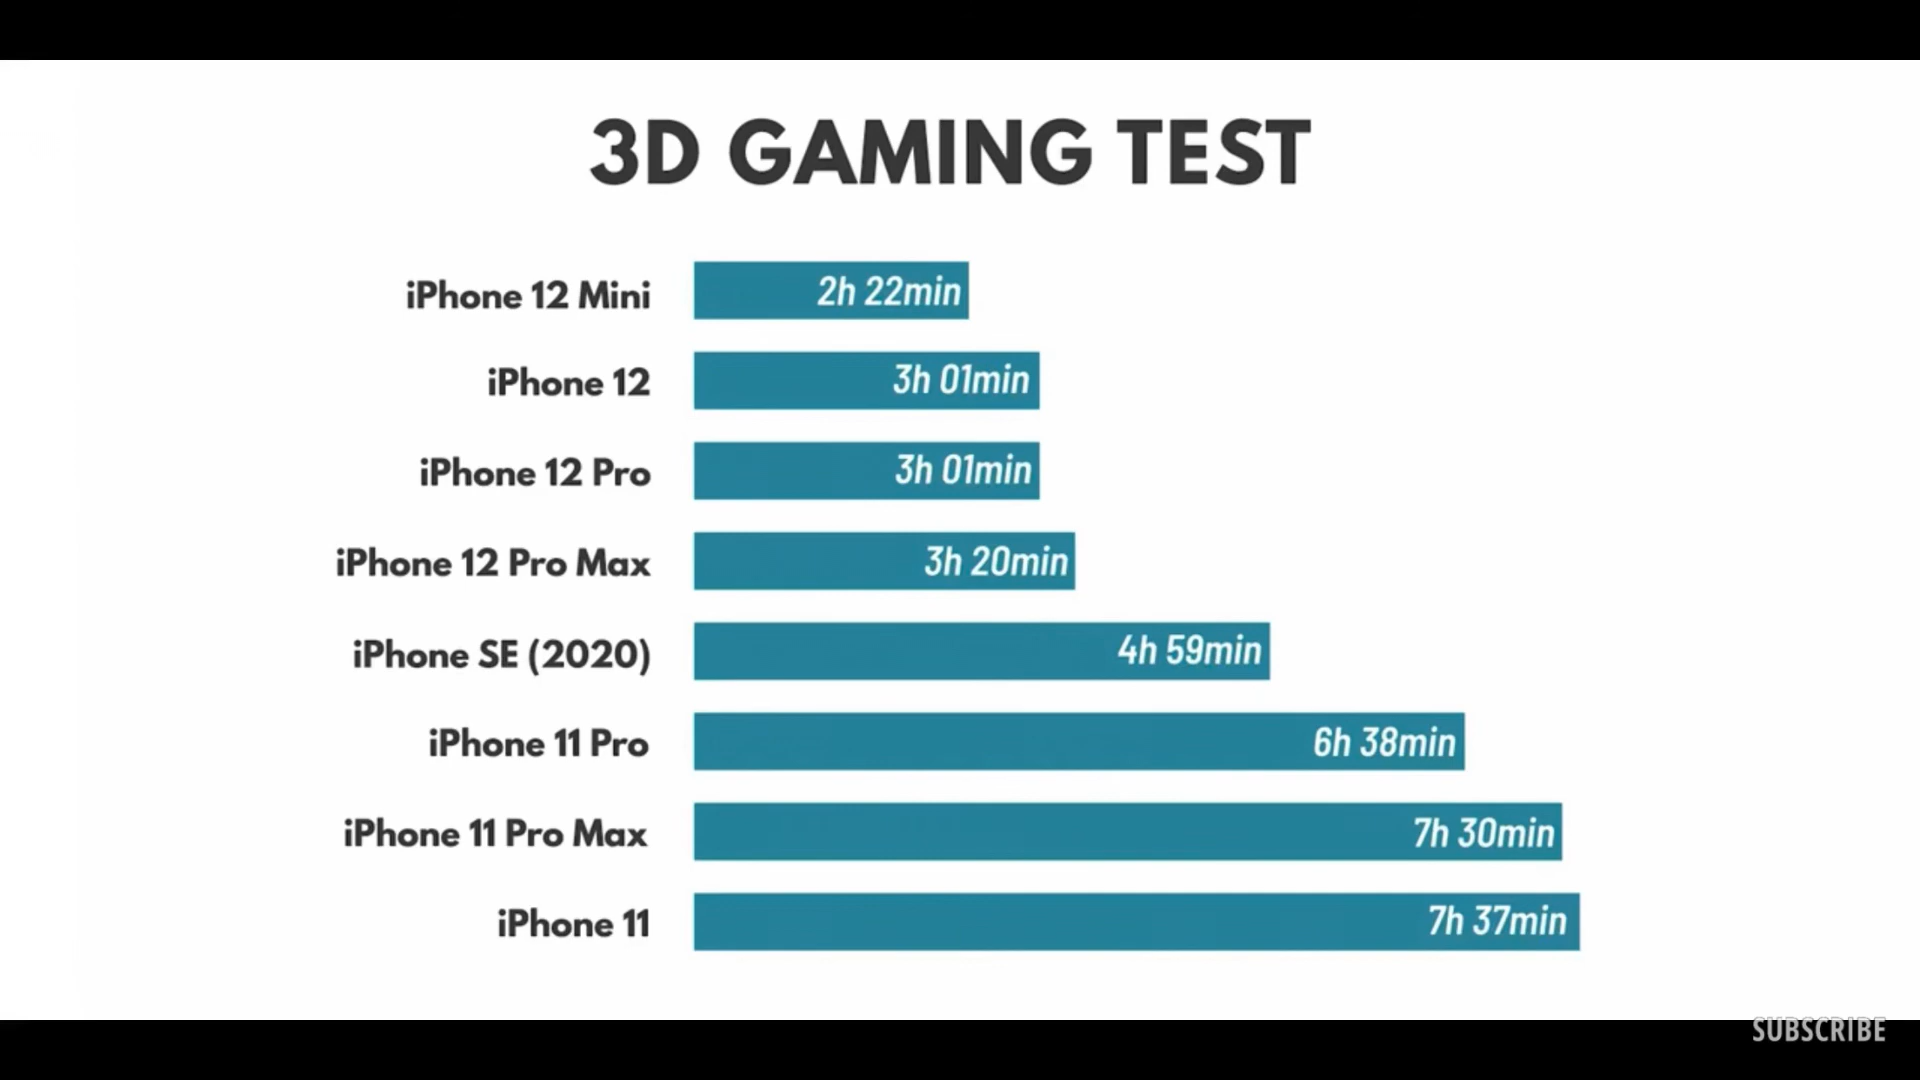 3D GAMING TEST
iPhone 12 Mini 2h 22min
iPhone 12 3h 01min
iPhone 12 Pro 3h 01min
iPhone 12 Pro Max 3h 20min
iPhone SE (2020) 4h 59min
iPhone 11 Pro 6h 38min
iPhone 11 Pro Max 7h 30min
iPhone 11 7h 37min
SUBSCRIBE